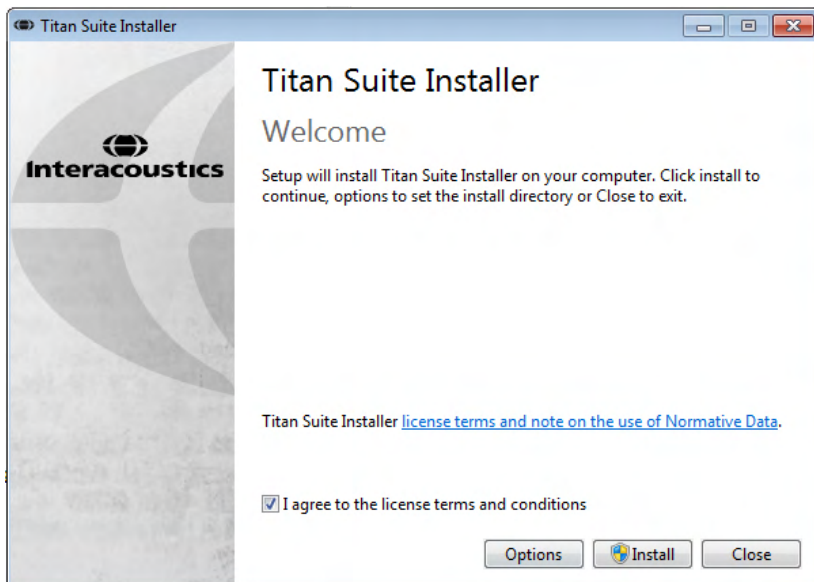 Titan Suite Installer
Titan Suite Installer
Welcome
Interacoustics
Setup will install Titan Suite Installer on your computer. Click install to
continue, options to set the install directory or Close to exit.
Titan Suite Installer license terms and note on the use of Normative Data.
I agree to the license terms and conditions
Options
Install
Close